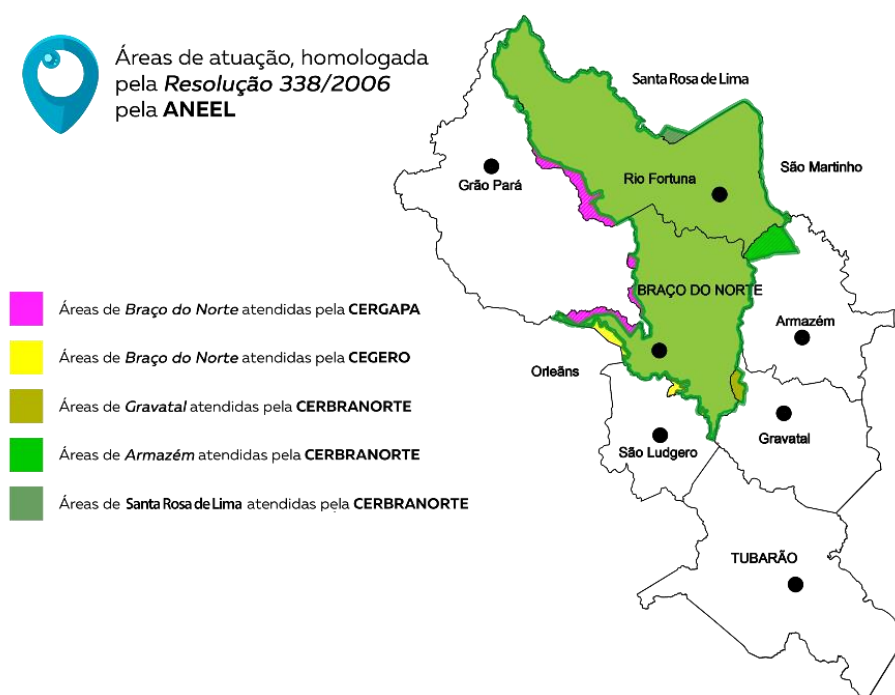 Áreas de atuação, homologada
pela Resolução 338/2006
pela ANEEL
Santa Rosa de Lima
São Martinho
Rio Fortuna
Grão Pará
BRAÇO DO NORTE
Armazém
Orleãns
Gravatal
São Ludgero
TUBARÃO
Áreas de Braço do Norte atendidas pela CERGAPA
Áreas de Braço do Norte atendidas pela CEGERO
Áreas de Gravatal atendidas pela CERBRANORTE
Áreas de Armazém atendidas pela CERBRANORTE
Áreas de Santa Rosa de Lima atendidas pela CERBRANORTE